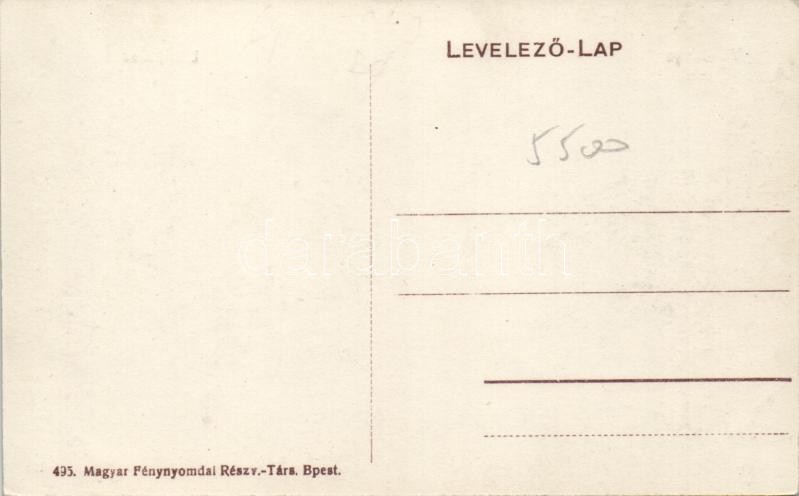 LEVELEZŐ-LAP
5500
darabanth
495. Magyar Fénynyomdai Részv.-Társ. Bpest.